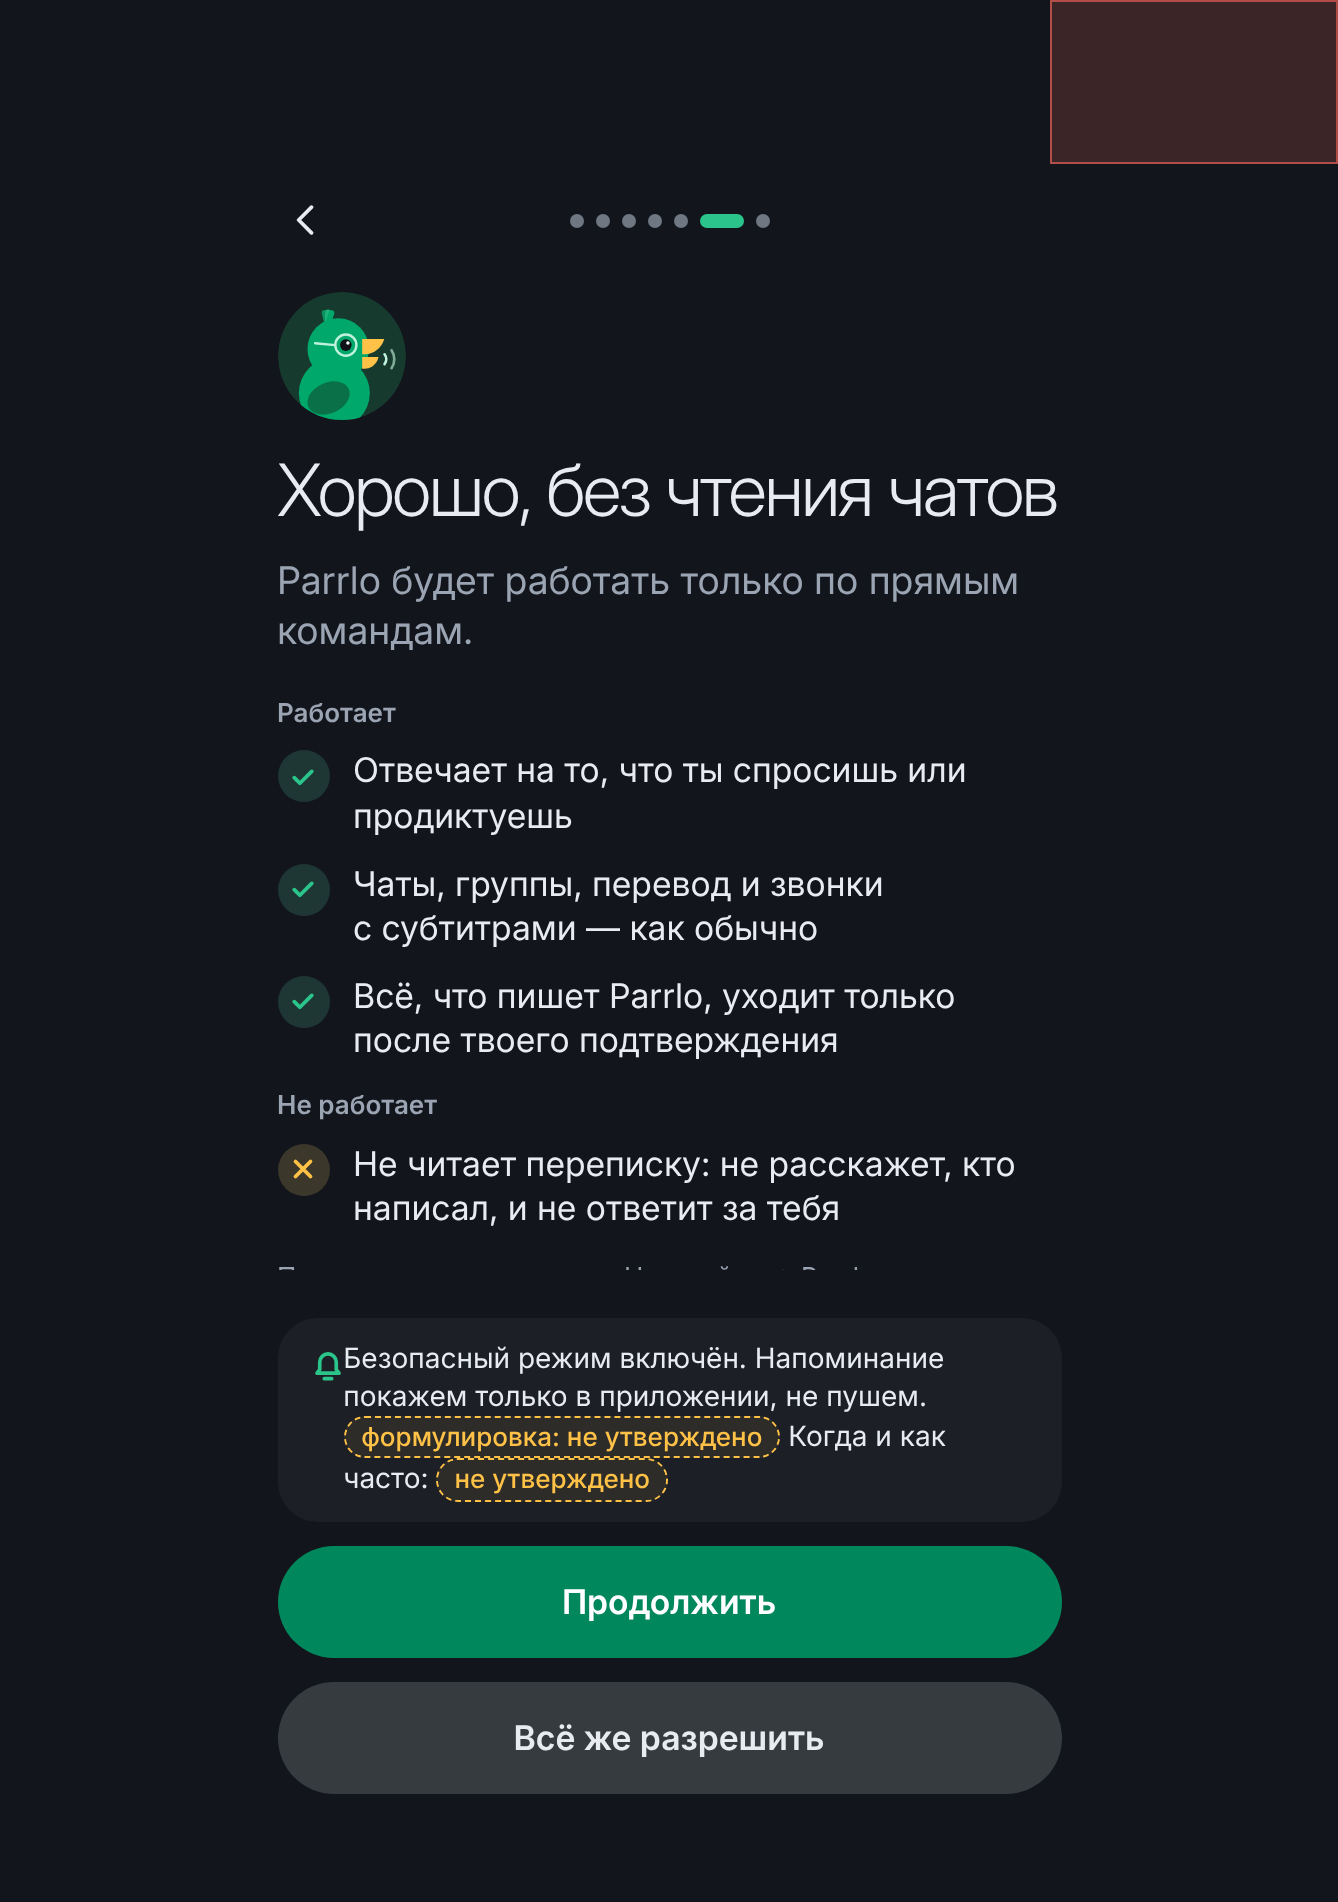 Хорошо, без чтения чатов
Parrlo будет работать только по прямым
командам.
Работает
Отвечает на то, что ты спросишь или
продиктуешь
Чаты, группы, перевод и звонки
с субтитрами — как обычно
Всё, что пишет Parrlo, уходит только
после твоего подтверждения
Не работает
Не читает переписку: не расскажет, кто
написал, и не ответит за тебя
Безопасный режим включён. Напоминание
покажем только в приложении, не пушем.
формулировка: не утверждено Когда и как
часто: не утверждено
Продолжить
Всё же разрешить